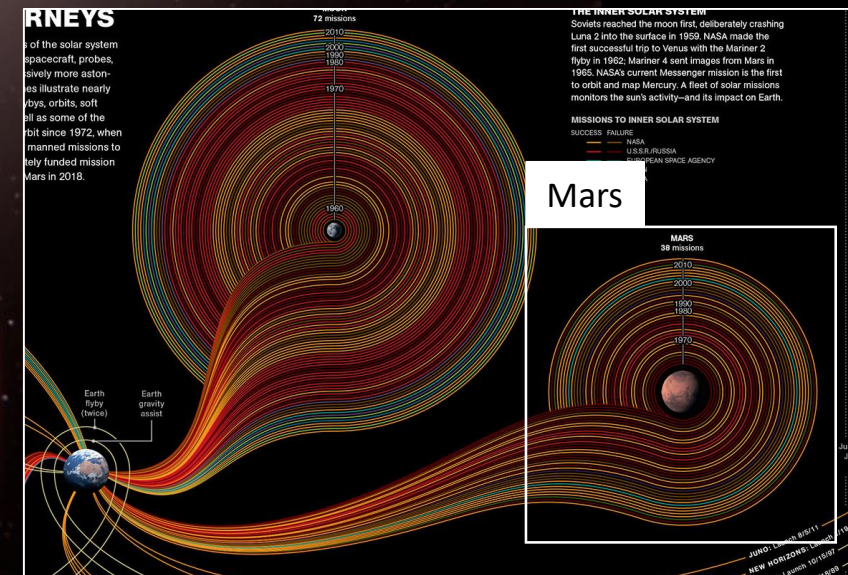 RNEYS
s of the solar system
spacecraft, probes,
ssively more aston-
es illustrate nearly
ybys, orbits, soft
ell as some of the
rbit since 1972, when
manned missions to
tely funded mission
Mars in 2018.
MOON
72 missions
2010
2000
1990
1980
1970
1960
THE INNER SOLAR SYSTEM
Soviets reached the moon first, deliberately crashing
Luna 2 into the surface in 1959. NASA made the
first successful trip to Venus with the Mariner 2
flyby in 1962; Mariner 4 sent images from Mars in
1965. NASA's current Messenger mission is the first
to orbit and map Mercury. A fleet of solar missions
monitors the sun's activity—and its impact on Earth.
MISSIONS TO INNER SOLAR SYSTEM
SUCCESS FAILURE
NASA
U.S.S.R./RUSSIA
EUROPEAN SPACE AGENCY
Mars
MARS
38 missions
2010
2000
1990
1980
1970
Earth
flyby
(twice)
Earth
gravity
assist
JUNO: Launch 8/5/11
NEW HORIZONS:
Launch 10/15/97